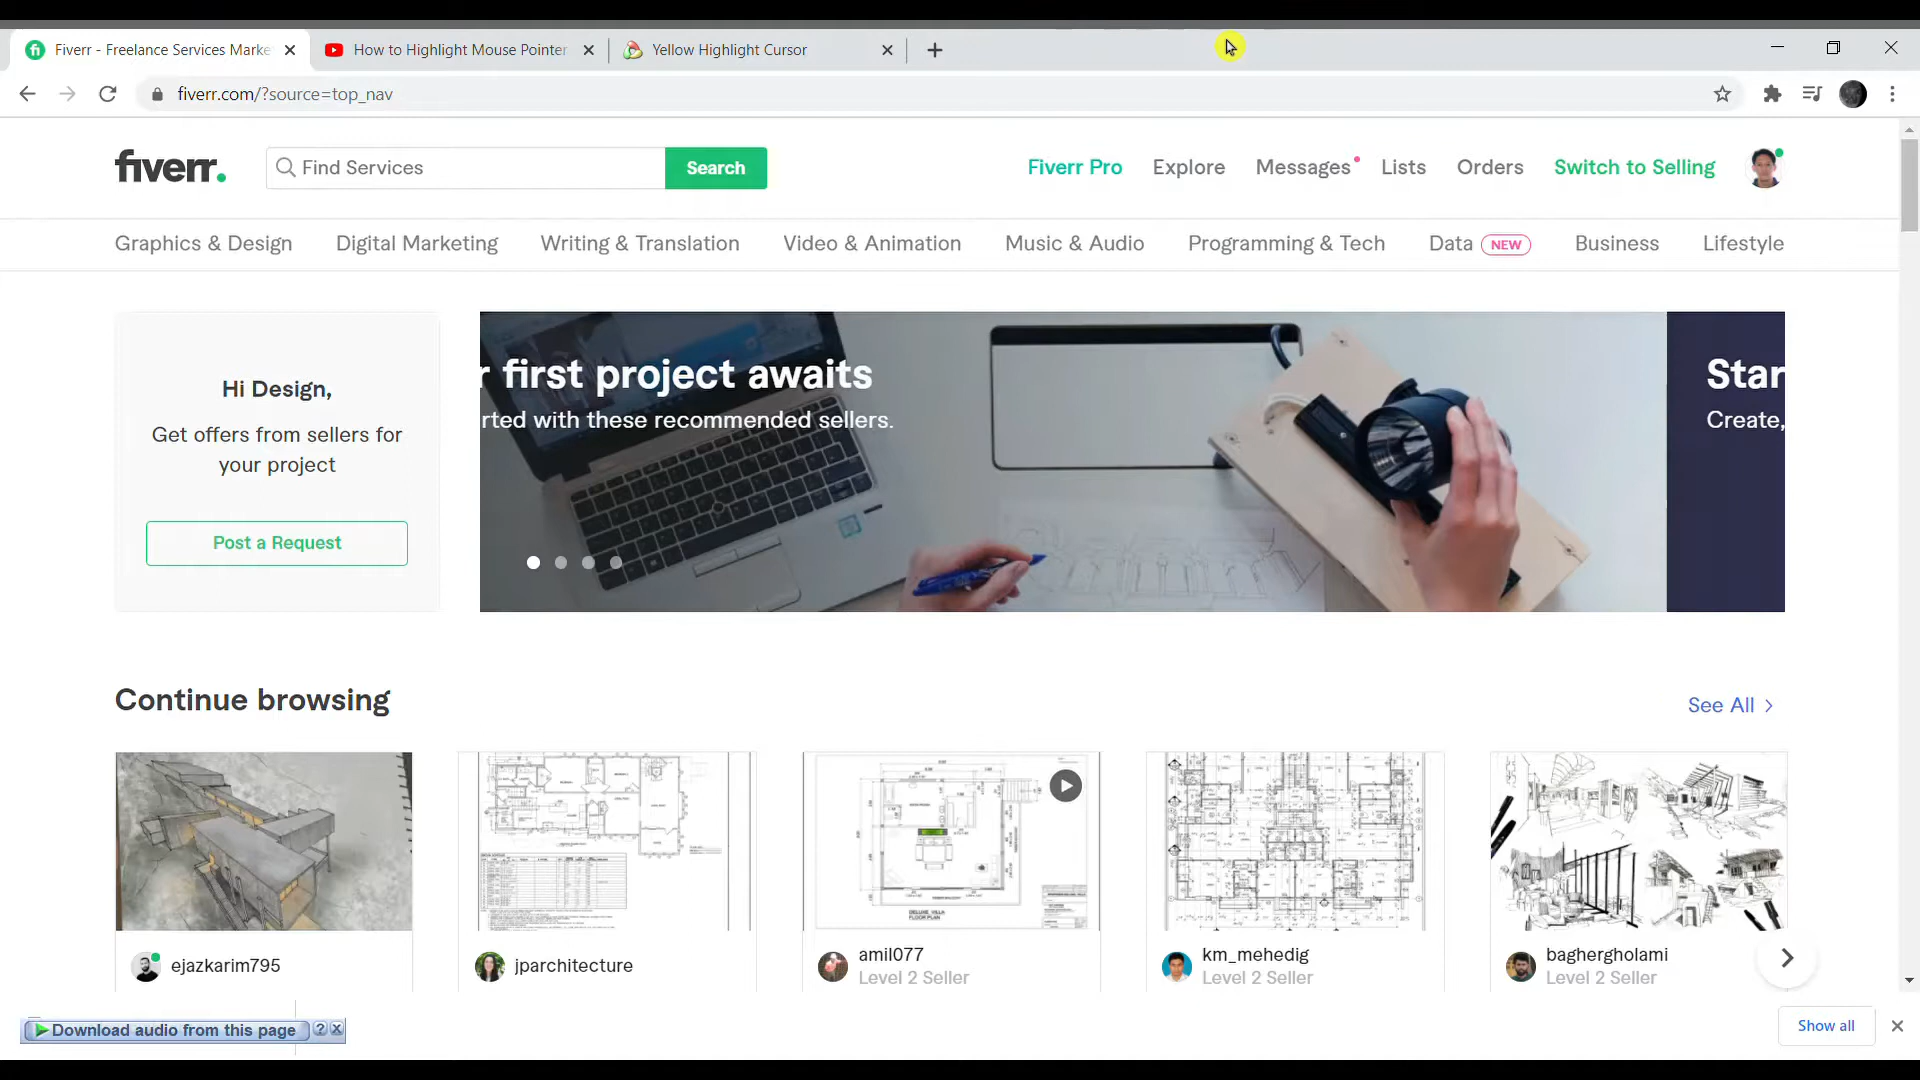 Fiverr - Freelance Services Marke
How to Highlight Mouse Pointer
Yellow Highlight Cursor
fiverr.com/?source=top_nav
fiverr.
Find Services
Search
Fiverr Pro
Explore
Messages
Lists
Orders
Switch to Selling
Graphics & Design
Digital Marketing
Writing & Translation
Video & Animation
Music & Audio
Programming & Tech
Data NEW
Business
Lifestyle
Hi Design,
Get offers from sellers for
your project
Post a Request
r first project awaits
rted with these recommended sellers.
Star
Create,
Continue browsing
See All
DELUXE VILLA
FLOOR PLAN
ejazkarim795
jparchitecture
amil077
Level 2 Seller
km_mehedig
Level 2 Seller
baghergholami
Level 2 Seller
Download audio from this page
?
Show all